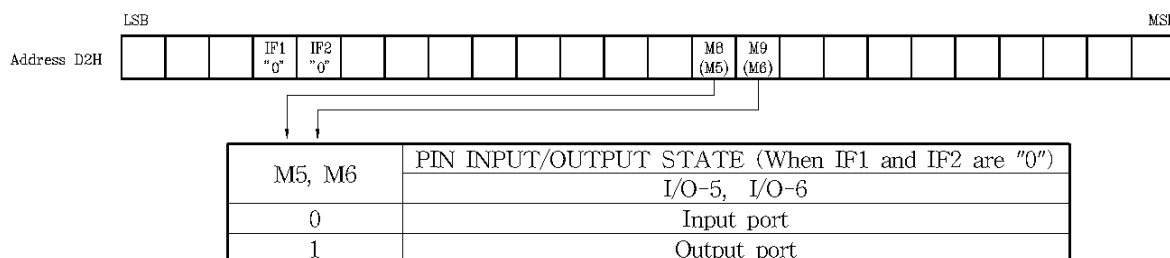 LSB MSB
Address D2H
IF1 "0" IF2 "0" M8 (M5) M9 (M6)
M5, M6
PIN INPUT/OUTPUT STATE (When IF1 and IF2 are "0")
I/O-5, I/O-6
0 Input port
1 Output port